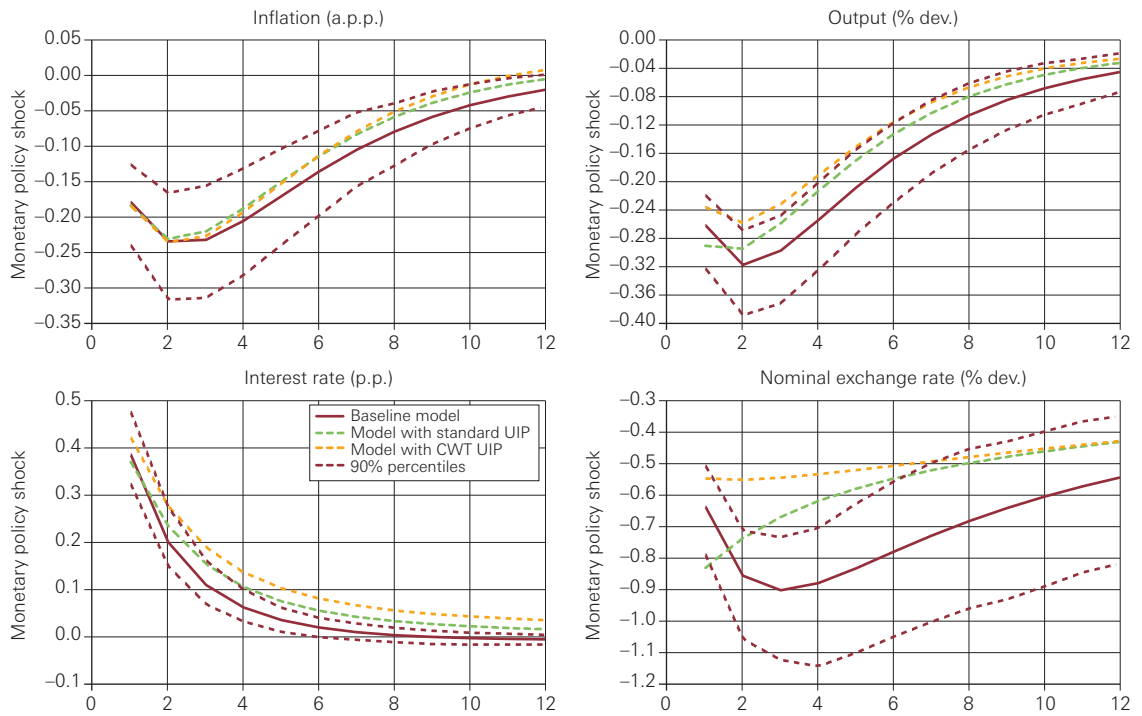 Inflation (a.p.p.)
Monetary policy shock
0.05
0.00
–0.05
–0.10
–0.15
–0.20
–0.25
–0.30
–0.35
0 2 4 6 8 10 12
Output (% dev.)
Monetary policy shock
0.00
–0.04
–0.08
–0.12
–0.16
–0.20
–0.24
–0.28
–0.32
–0.36
–0.40
0 2 4 6 8 10 12
Interest rate (p.p.)
Monetary policy shock
0.5
0.4
0.3
0.2
0.1
0.0
–0.1
0 2 4 6 8 10 12
Baseline model
Model with standard UIP
Model with CWT UIP
90% percentiles
Nominal exchange rate (% dev.)
Monetary policy shock
–0.3
–0.4
–0.5
–0.6
–0.7
–0.8
–0.9
–1.0
–1.1
–1.2
0 2 4 6 8 10 12